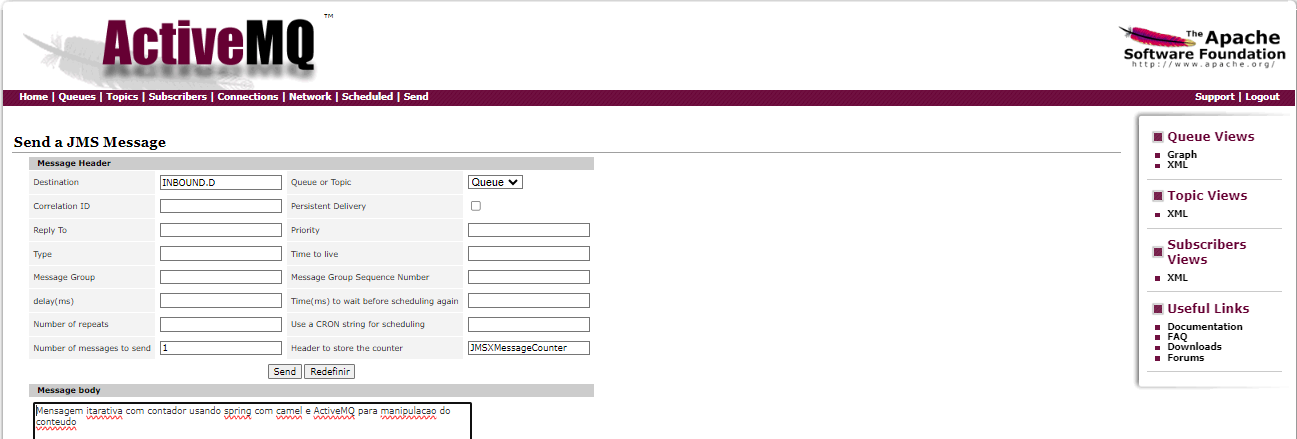 ActiveMQ™
The Apache
Software Foundation
http://www.apache.org/
Home | Queues | Topics | Subscribers | Connections | Network | Scheduled | Send
Support | Logout
Send a JMS Message
Message Header
Destination INBOUND.D Queue or Topic Queue
Correlation ID Persistent Delivery
Reply To Priority
Type Time to live
Message Group Message Group Sequence Number
delay(ms) Time(ms) to wait before scheduling again
Number of repeats Use a CRON string for scheduling
Number of messages to send 1 Header to store the counter JMSXMessageCounter
Send Redefinir
Message body
Mensagem itarativa com contador usando spring com camel e ActiveMQ para manipulacao do
conteudo
Queue Views
Graph
XML
Topic Views
XML
Subscribers
Views
XML
Useful Links
Documentation
FAQ
Downloads
Forums